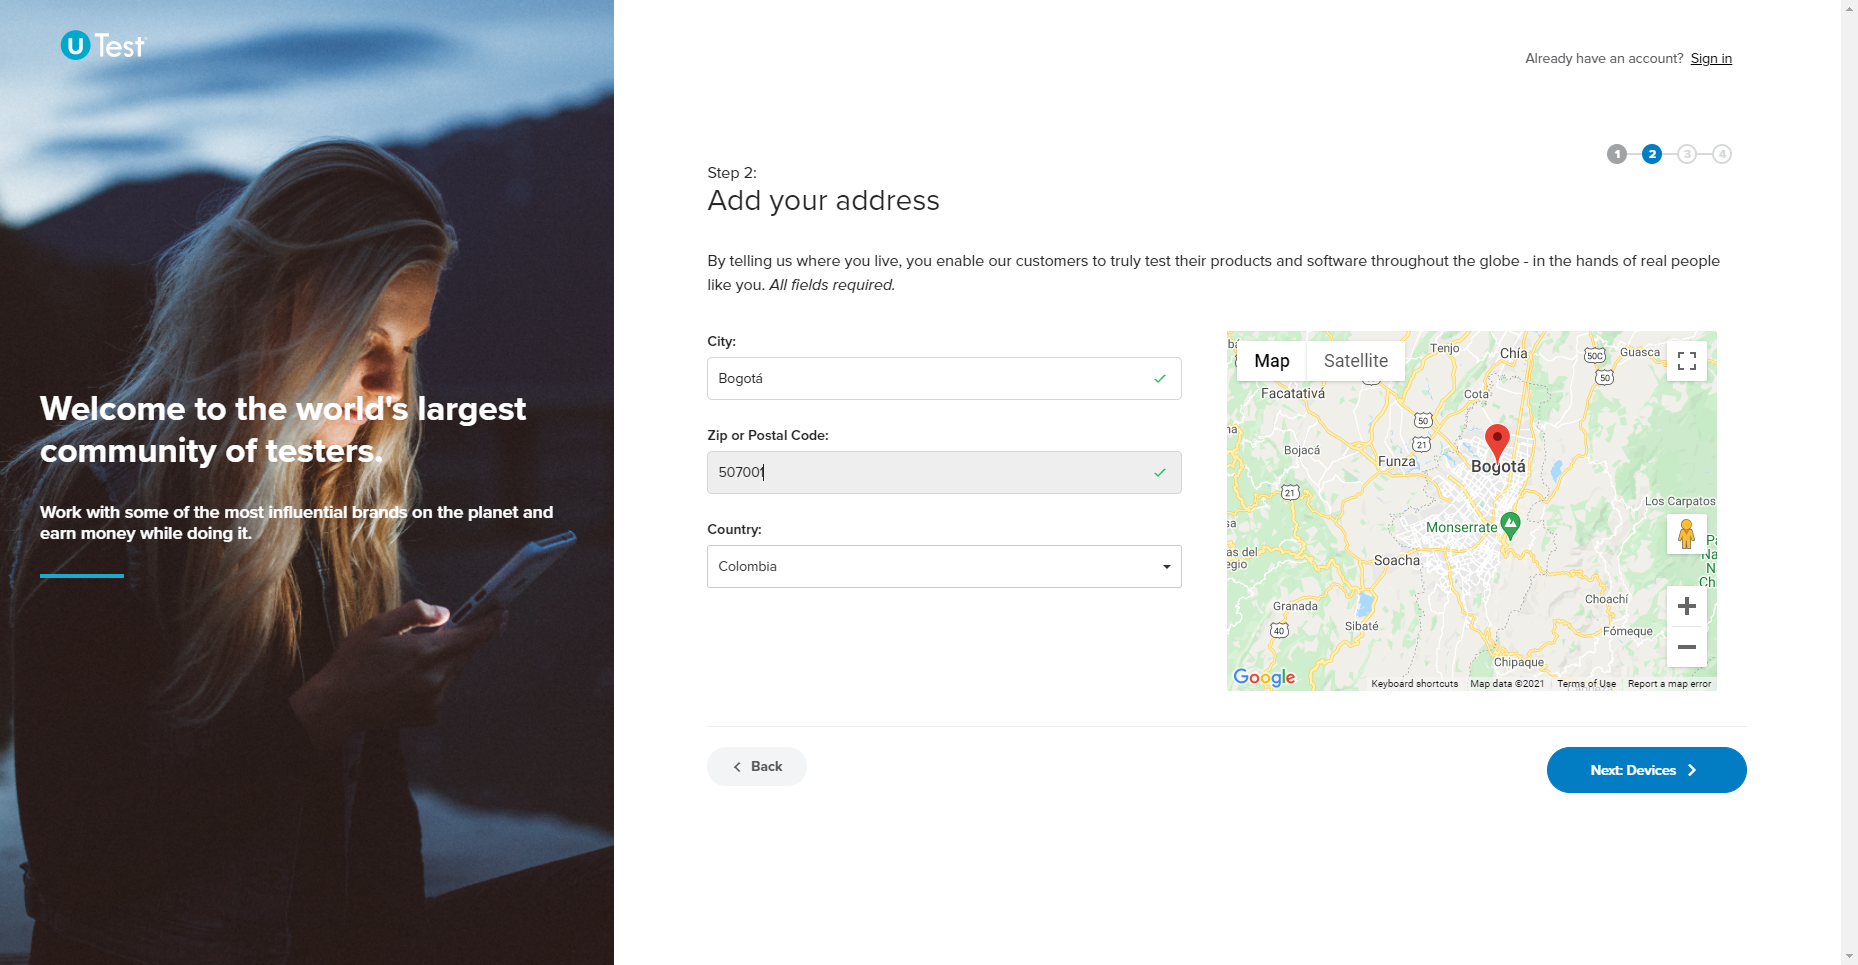 U Test
Welcome to the world's largest
community of testers.
Work with some of the most influential brands on the planet and
earn money while doing it.
Already have an account? Sign in
1 2 3 4
Step 2:
Add your address
By telling us where you live, you enable our customers to truly test their products and software throughout the globe - in the hands of real people
like you. All fields required.
City:
Bogotá
Zip or Postal Code:
507001
Country:
Colombia
Map Satellite
Tenjo
Chía
50C
Guasca
50
Facatativá
Cota
50
21
Bojacá
Funza
Bogotá
21
Los Carpatos
Monserrate
Soacha
Choachí
Granada
40
Sibaté
Fómeque
Chipaque
Google
Keyboard shortcuts Map data ©2021 Terms of Use Report a map error
Back
Next: Devices